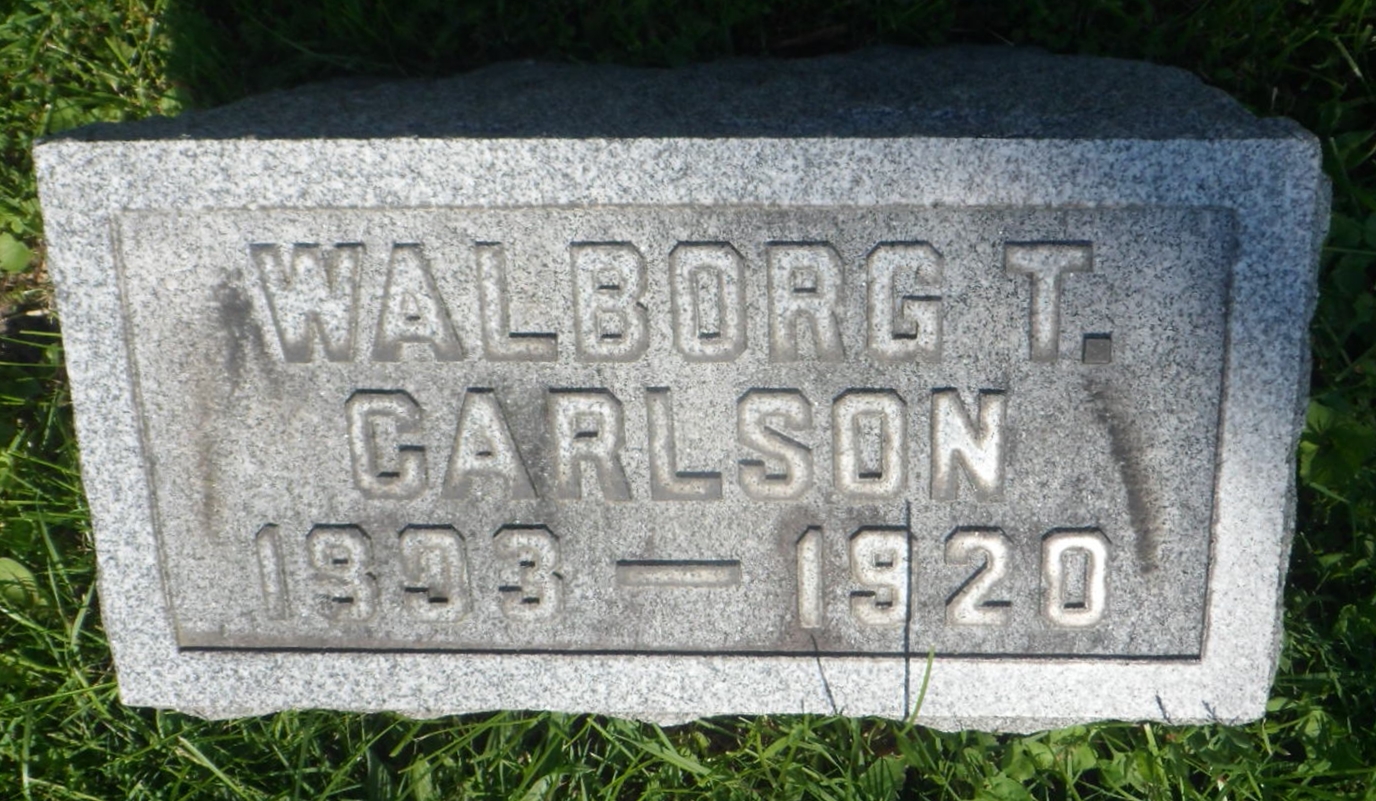 WALBORG T.
CARLSON
1893 — 1920